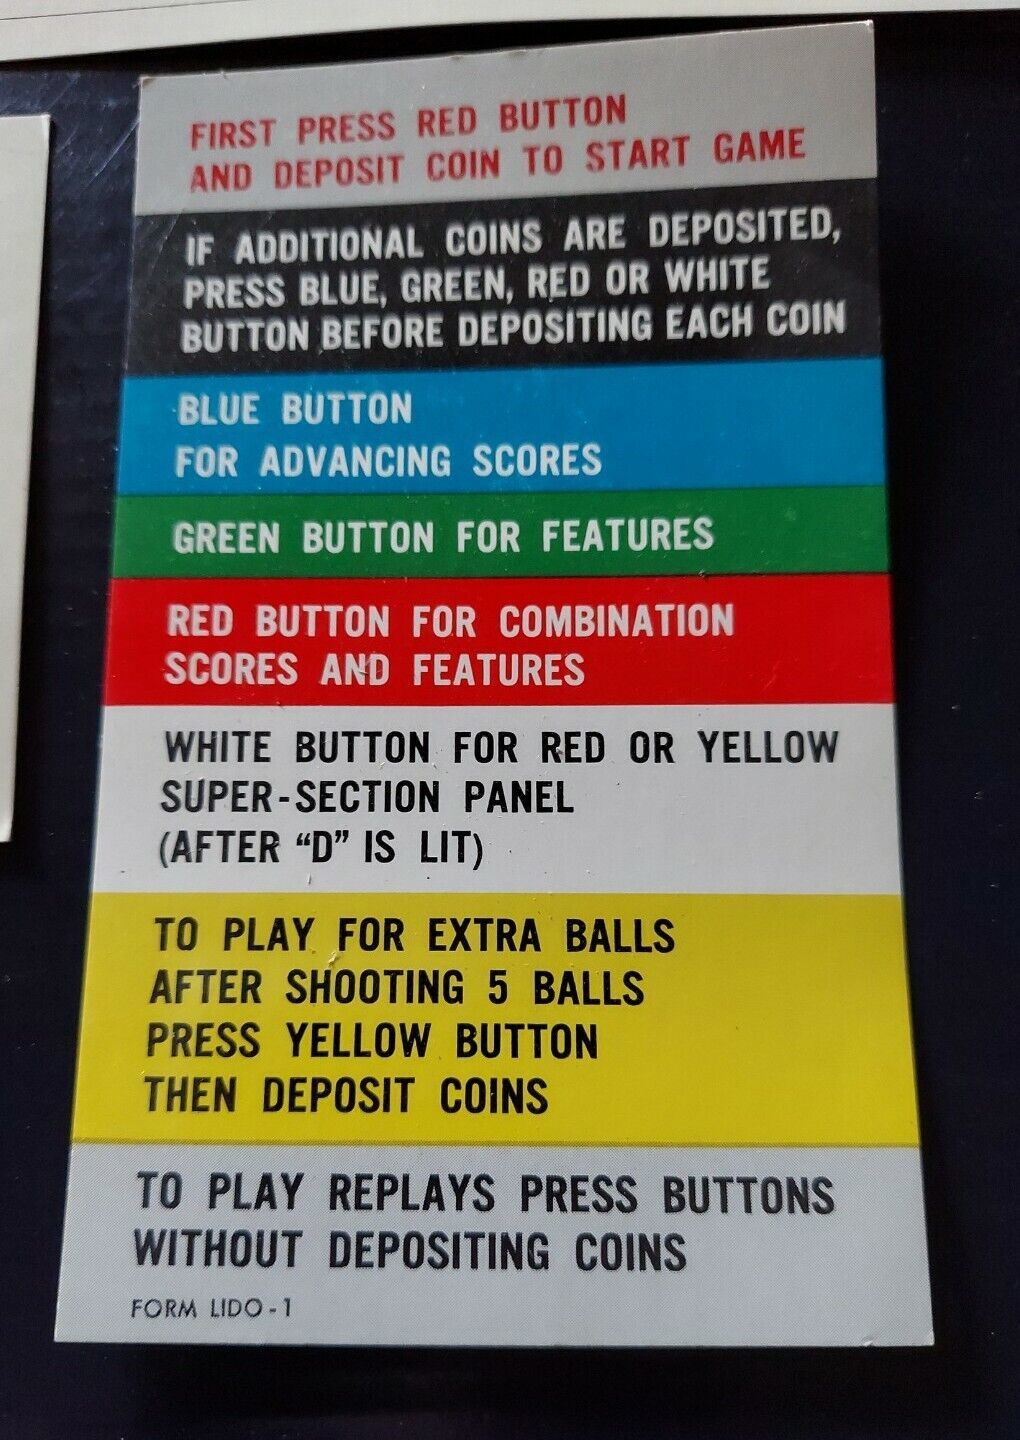 FIRST PRESS RED BUTTON
AND DEPOSIT COIN TO START GAME
IF ADDITIONAL COINS ARE DEPOSITED,
PRESS BLUE, GREEN, RED OR WHITE
BUTTON BEFORE DEPOSITING EACH COIN
BLUE BUTTON
FOR ADVANCING SCORES
GREEN BUTTON FOR FEATURES
RED BUTTON FOR COMBINATION
SCORES AND FEATURES
WHITE BUTTON FOR RED OR YELLOW
SUPER-SECTION PANEL
(AFTER “D” IS LIT)
TO PLAY FOR EXTRA BALLS
AFTER SHOOTING 5 BALLS
PRESS YELLOW BUTTON
THEN DEPOSIT COINS
TO PLAY REPLAYS PRESS BUTTONS
WITHOUT DEPOSITING COINS
FORM LIDO-1